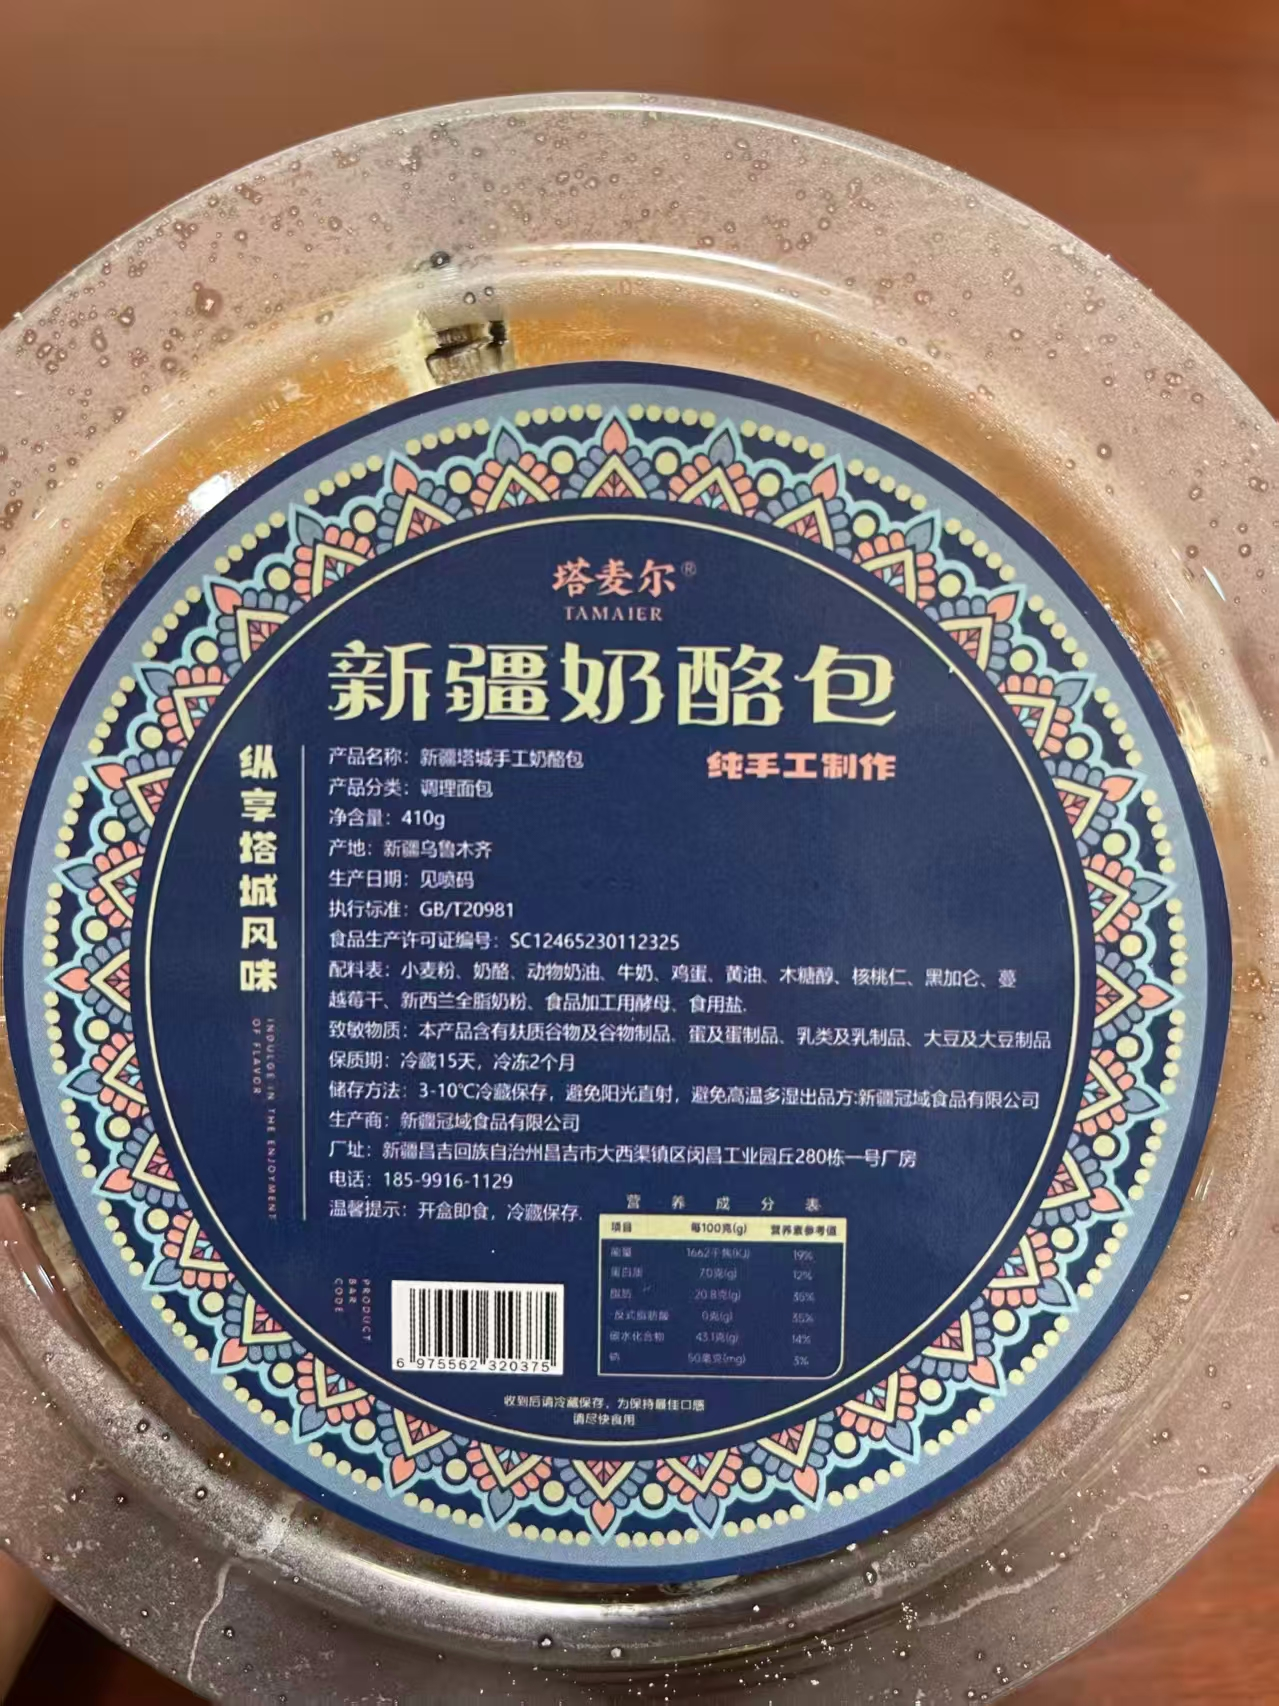 塔麦尔®
TAMAIER
新疆奶酪包
纯手工制作
纵享塔城风味
INDULGE IN THE ENJOYMENT
OF FLAVOR
产品名称：新疆塔城手工奶酪包
产品分类：调理面包
净含量：410g
产地：新疆乌鲁木齐
生产日期：见喷码
执行标准：GB/T20981
食品生产许可证编号：SC12465230112325
配料表：小麦粉、奶酪、动物奶油、牛奶、鸡蛋、黄油、木糖醇、核桃仁、黑加仑、蔓
越莓干、新西兰全脂奶粉、食品加工用酵母、食用盐.
致敏物质：本产品含有麸质谷物及谷物制品、蛋及蛋制品、乳类及乳制品、大豆及大豆制品
保质期：冷藏15天，冷冻2个月
储存方法：3-10℃冷藏保存，避免阳光直射，避免高温多湿出品方:新疆冠域食品有限公司
生产商：新疆冠域食品有限公司
厂址：新疆昌吉回族自治州昌吉市大西渠镇区闵昌工业园丘280栋一号厂房
电话：185-9916-1129
温馨提示：开盒即食，冷藏保存.
营 养 成 分 表
项目 每100克(g) 营养素参考值
能量 1662千焦(KJ) 19%
蛋白质 7.0克(g) 12%
脂肪 20.8克(g) 35%
-反式脂肪酸 0克(g) 35%
碳水化合物 43.1克(g) 14%
钠 50毫克(mg) 3%
PRODUCT
BAR
CODE
6 975562 320375
收到后请冷藏保存，为保持最佳口感
请尽快食用